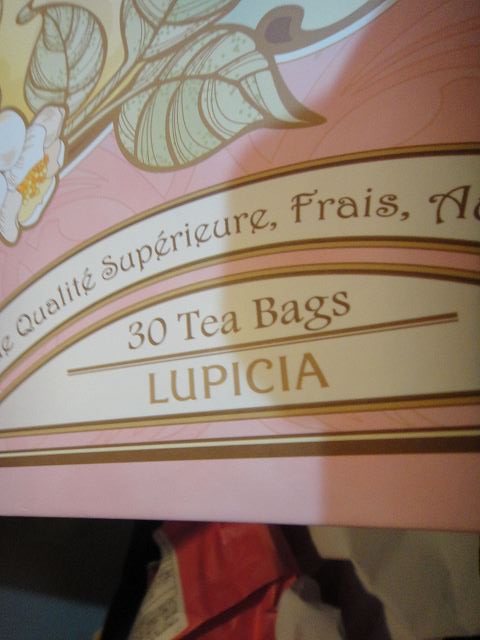 Qualité Supérieure, Frais,
30 Tea Bags
LUPICIA